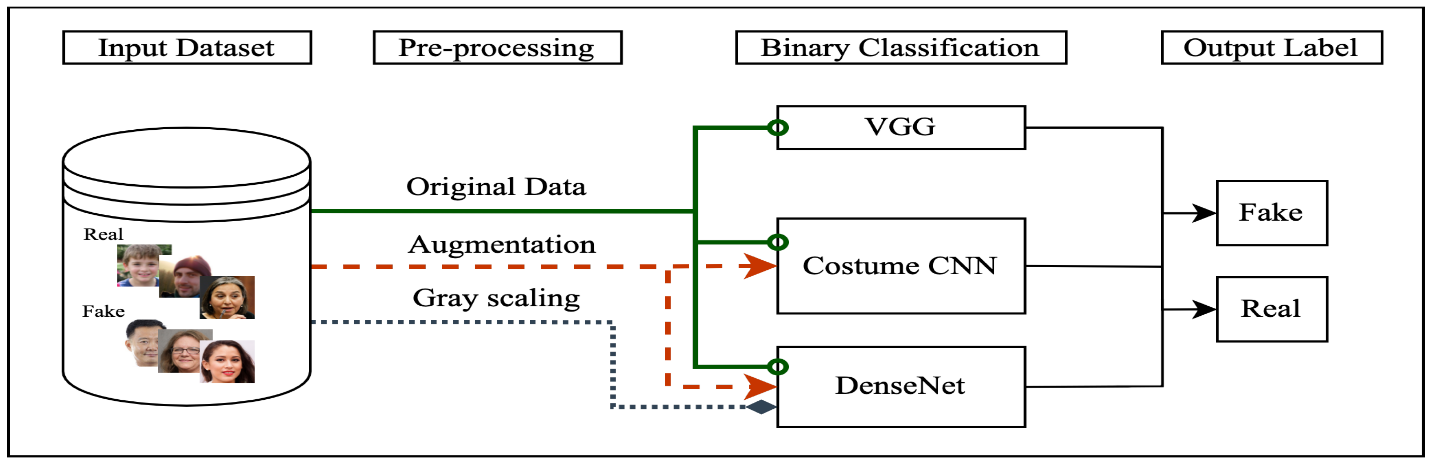 Input Dataset
Pre-processing
Binary Classification
Output Label
Real
Fake
Original Data
Augmentation
Gray scaling
VGG
Costume CNN
DenseNet
Fake
Real